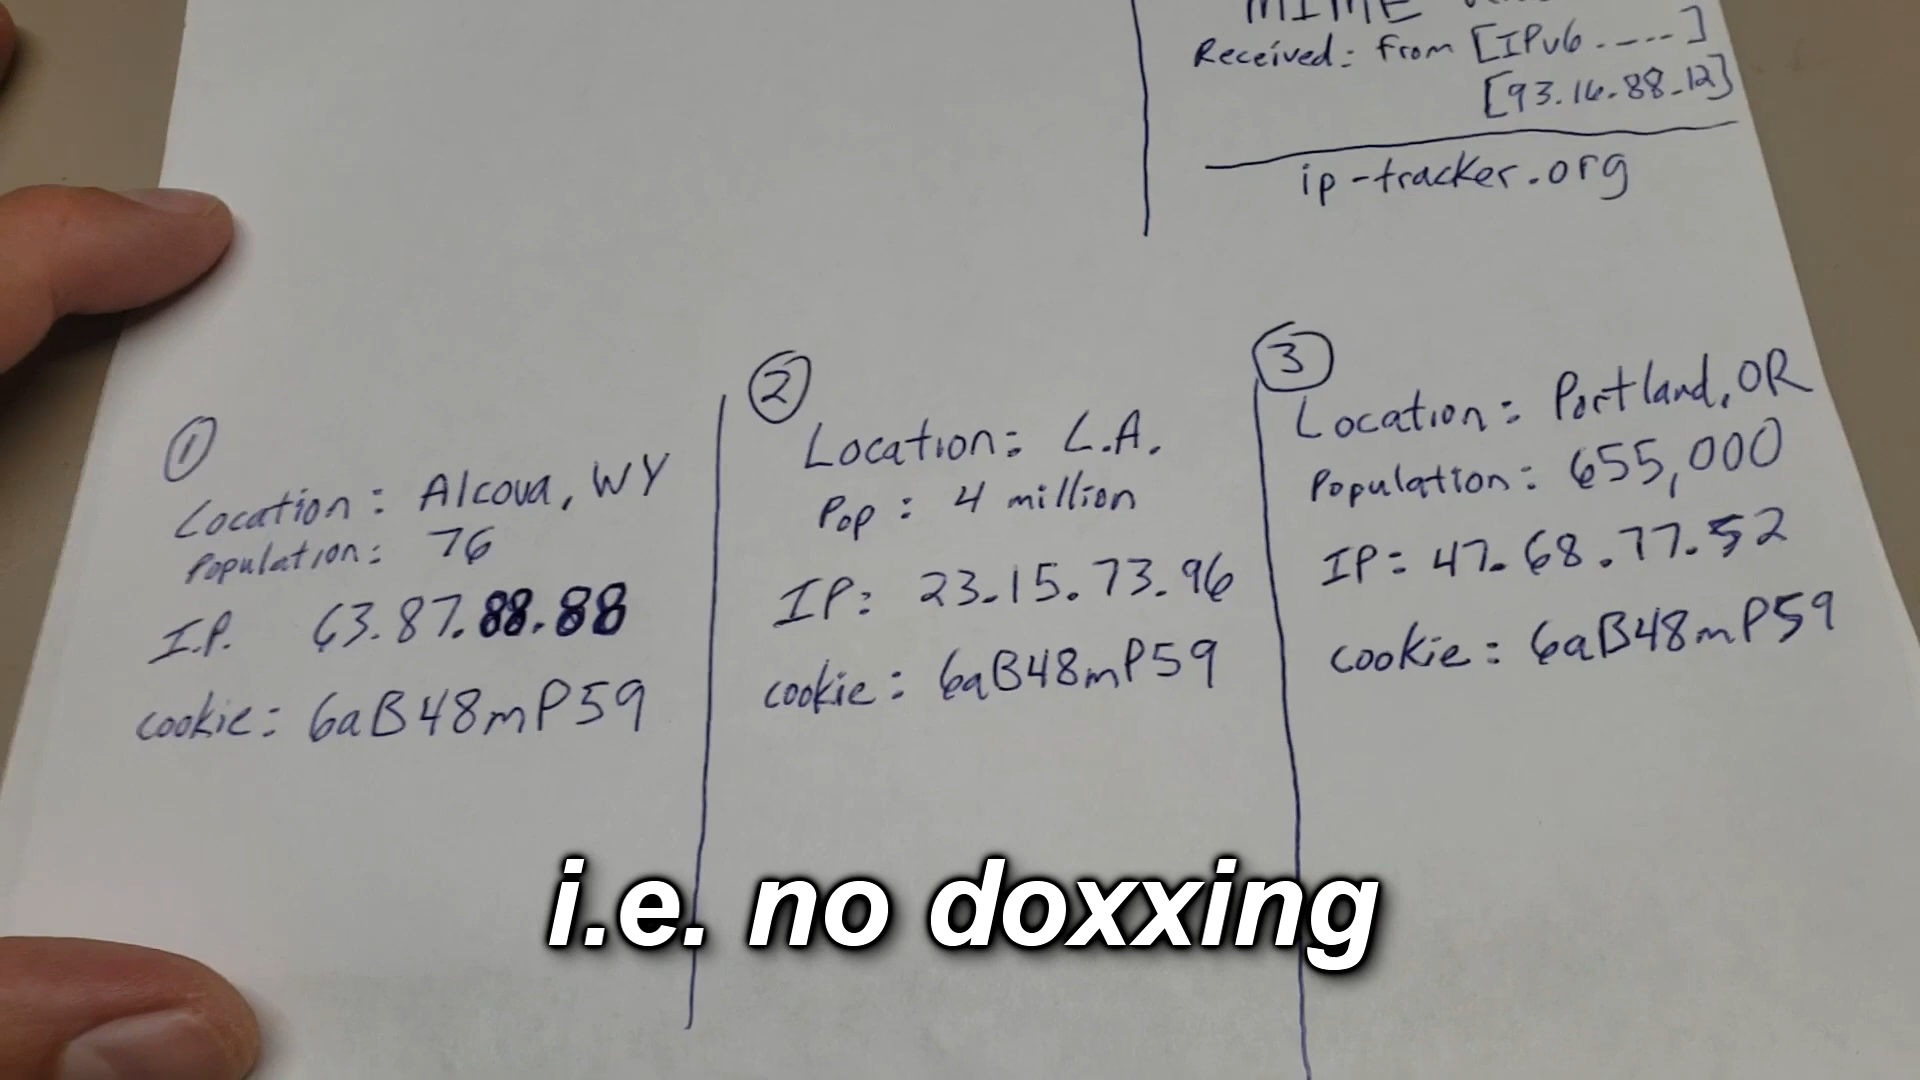 MIME
Received: from [IPv6.----]
[93.16.88.12]
ip-tracker.org
①
Location: Alcova, WY
Population: 76
I.P. 63.87.88.88
cookie: 6aB48mP59
②
Location: L.A.
Pop: 4 million
IP: 23.15.73.96
cookie: 6aB48mP59
③
Location: Portland, OR
Population: 655,000
IP: 47.68.77.52
cookie: 6aB48mP59
i.e. no doxxing